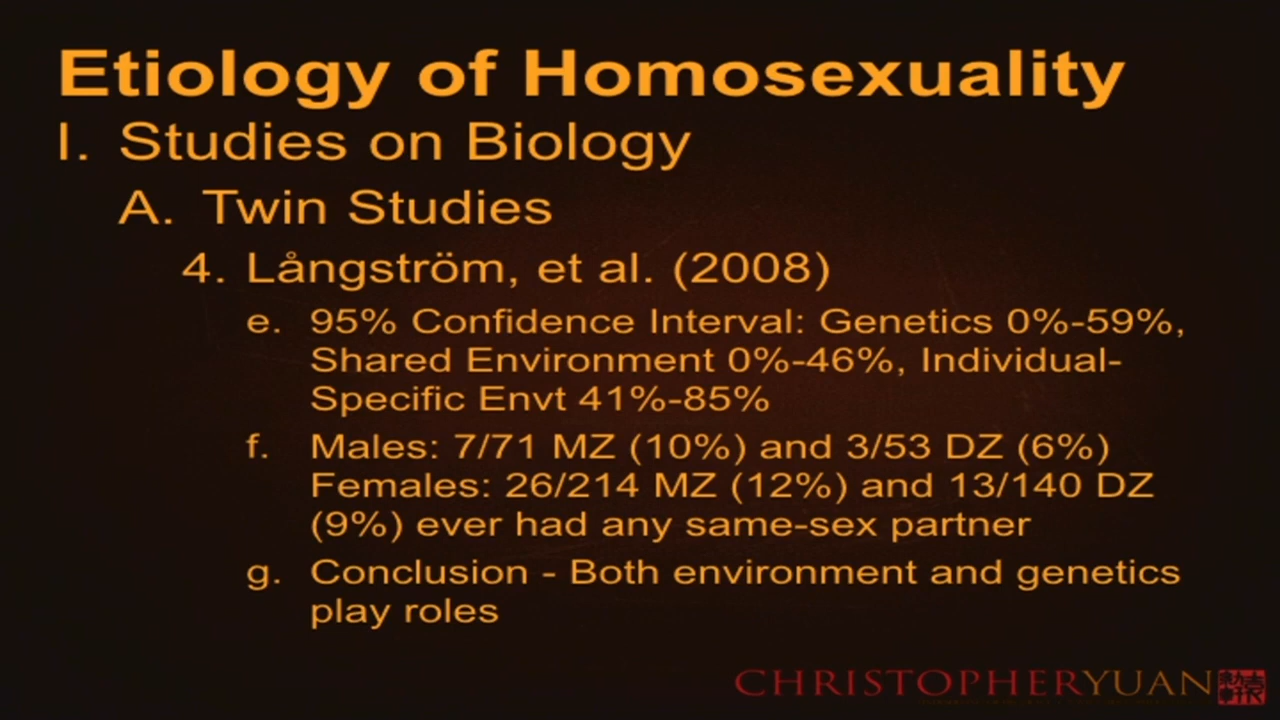 Etiology of Homosexuality
I. Studies on Biology
A. Twin Studies
4. Långström, et al. (2008)
e. 95% Confidence Interval: Genetics 0%-59%,
Shared Environment 0%-46%, Individual-
Specific Envt 41%-85%
f. Males: 7/71 MZ (10%) and 3/53 DZ (6%)
Females: 26/214 MZ (12%) and 13/140 DZ
(9%) ever had any same-sex partner
g. Conclusion - Both environment and genetics
play roles
CHRISTOPHERYUAN